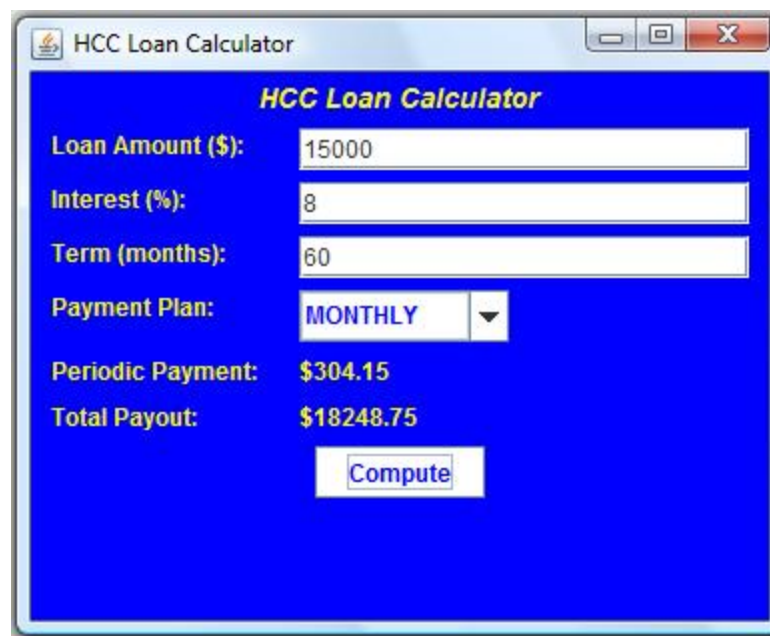 HCC Loan Calculator
HCC Loan Calculator
Loan Amount ($): 15000
Interest (%): 8
Term (months): 60
Payment Plan: MONTHLY
Periodic Payment: $304.15
Total Payout: $18248.75
Compute